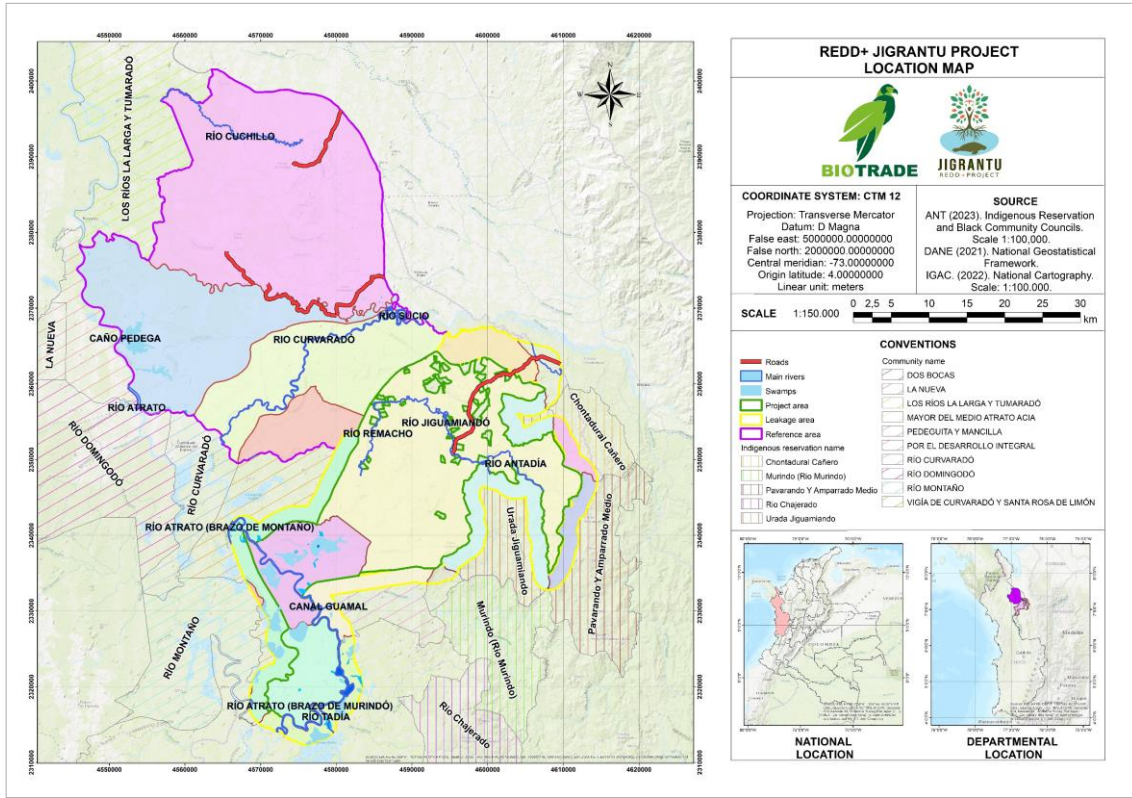 REDD+ JIGRANTU PROJECT
LOCATION MAP
BIOTRADE
JIGRANTU
REDD+PROJECT
COORDINATE SYSTEM: CTM 12
Projection: Transverse Mercator
Datum: D Magna
False east: 5000000.00000000
False north: 2000000.00000000
Central meridian: -73.00000000
Origin latitude: 4.00000000
Linear unit: meters
SOURCE
ANT (2023). Indigenous Reservation
and Black Community Councils.
Scale 1:100,000.
DANE (2021). National Geostatistical
Framework.
IGAC. (2022). National Cartography.
Scale: 1:100.000.
SCALE 1:150.000
0 2,5 5 10 15 20 25 30
km
CONVENTIONS
Roads
Main rivers
Swamps
Project area
Leakage area
Reference area
Indigenous reservation name
Chontadural Cañero
Murindo (Rio Murindo)
Pavarando Y Amparrado Medio
Rio Chajerado
Urada Jiguamiando
Community name
DOS BOCAS
LA NUEVA
LOS RÍOS LA LARGA Y TUMARADÓ
MAYOR DEL MEDIO ATRATO ACIA
PEDEGUITA Y MANCILLA
POR EL DESARROLLO INTEGRAL
RÍO CURVARADÓ
RÍO DOMINGODÓ
RÍO MONTAÑO
VIGÍA DE CURVARADÓ Y SANTA ROSA DE LIMÓN
NATIONAL
LOCATION
DEPARTMENTAL
LOCATION
4550000 4560000 4570000 4580000 4590000 4600000 4610000 4620000
2400000
2390000
2380000
2370000
2360000
2350000
2340000
2330000
2320000
2310000
N
W E
S
LOS RÍOS LA LARGA Y TUMARADÓ
RÍO CUCHILLO
RÍO SUCIO
LA NUEVA
CAÑO PEDEGA
RIO CURVARADÓ
RÍO ATRATO
RÍO DOMINGODÓ
RÍO CURVARADÓ
RÍO REMACHO
RÍO JIGUAMIANDÓ
RÍO ANTADÍA
Chontadural Cañero
RÍO ATRATO (BRAZO DE MONTAÑO)
Urada Jiguamiando
Pavarando Y Amparrado Medio
CANAL GUAMAL
Murindo (Rio Murindo)
RÍO MONTAÑO
RÍO ATRATO (BRAZO DE MURINDÓ)
RÍO TADÍA
Rio Chajerado
4550000 4560000 4570000 4580000 4590000 4600000 4610000 4620000